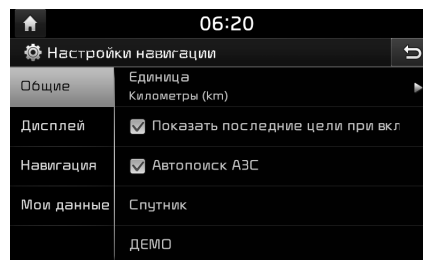 06:20
Настройки навигации
Общие
Единица
Километры (km)
Дисплей
Показать последние цели при вкл
Навигация
Автопоиск АЗС
Мои данные
Спутник
ДЕМО